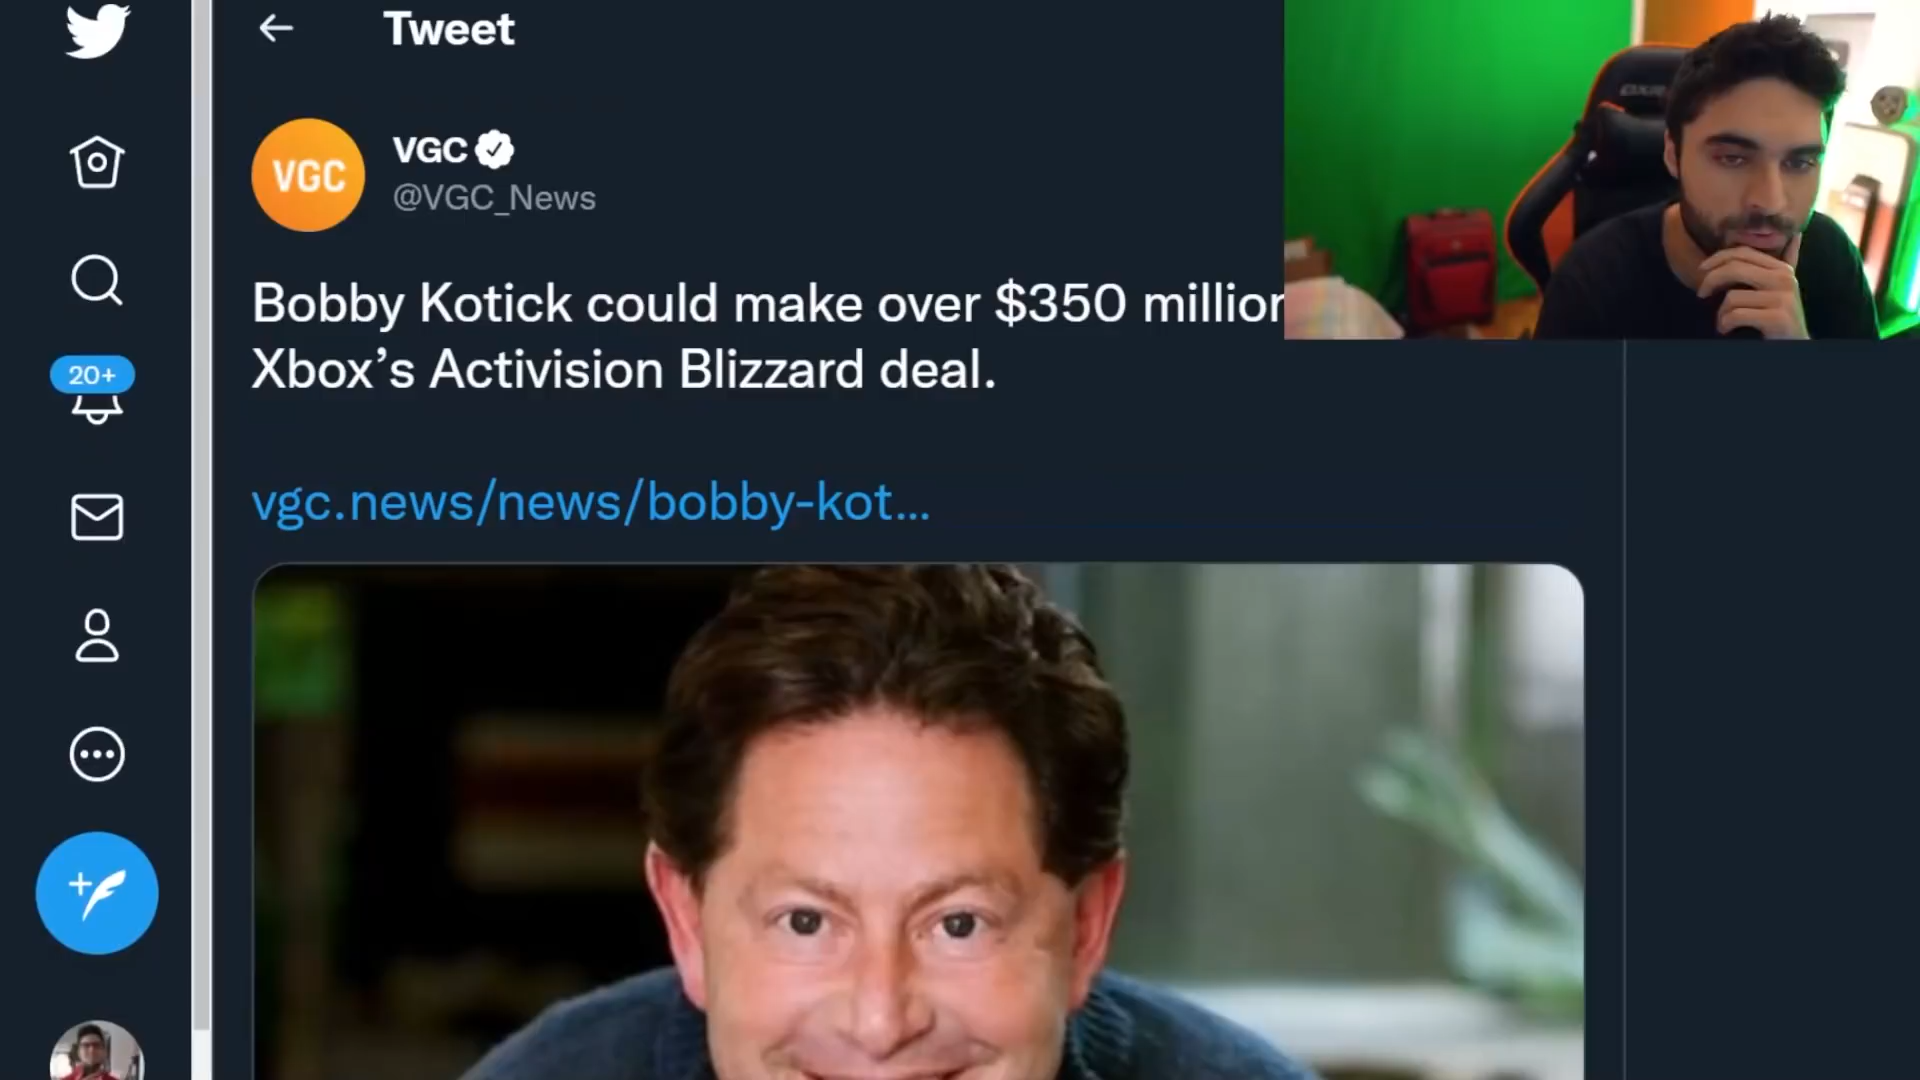 Tweet
VGC
VGC
@VGC_News
Bobby Kotick could make over $350 million
Xbox’s Activision Blizzard deal.
20+
vgc.news/news/bobby-kot…